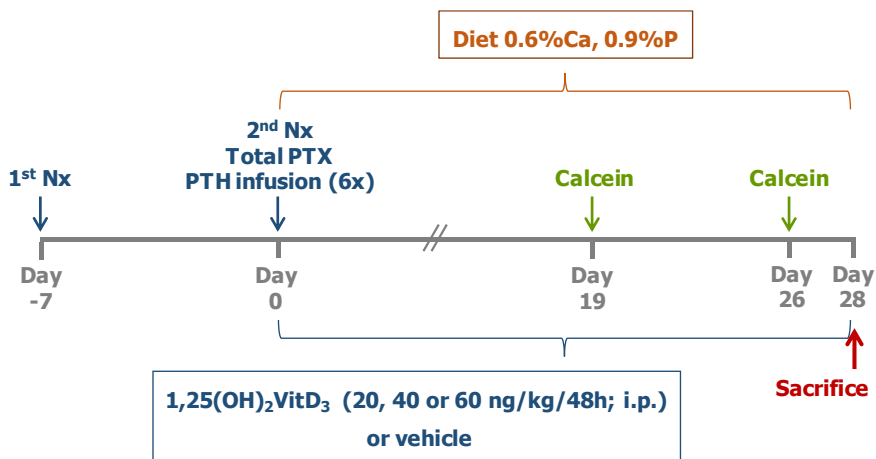 Diet 0.6%Ca, 0.9%P
2nd Nx
Total PTX
1st Nx
PTH infusion (6x)
Calcein
Calcein
Day
-7
Day
0
Day
19
Day
26
Day
28
1,25(OH)₂VitD₃ (20, 40 or 60 ng/kg/48h; i.p.)
or vehicle
Sacrifice